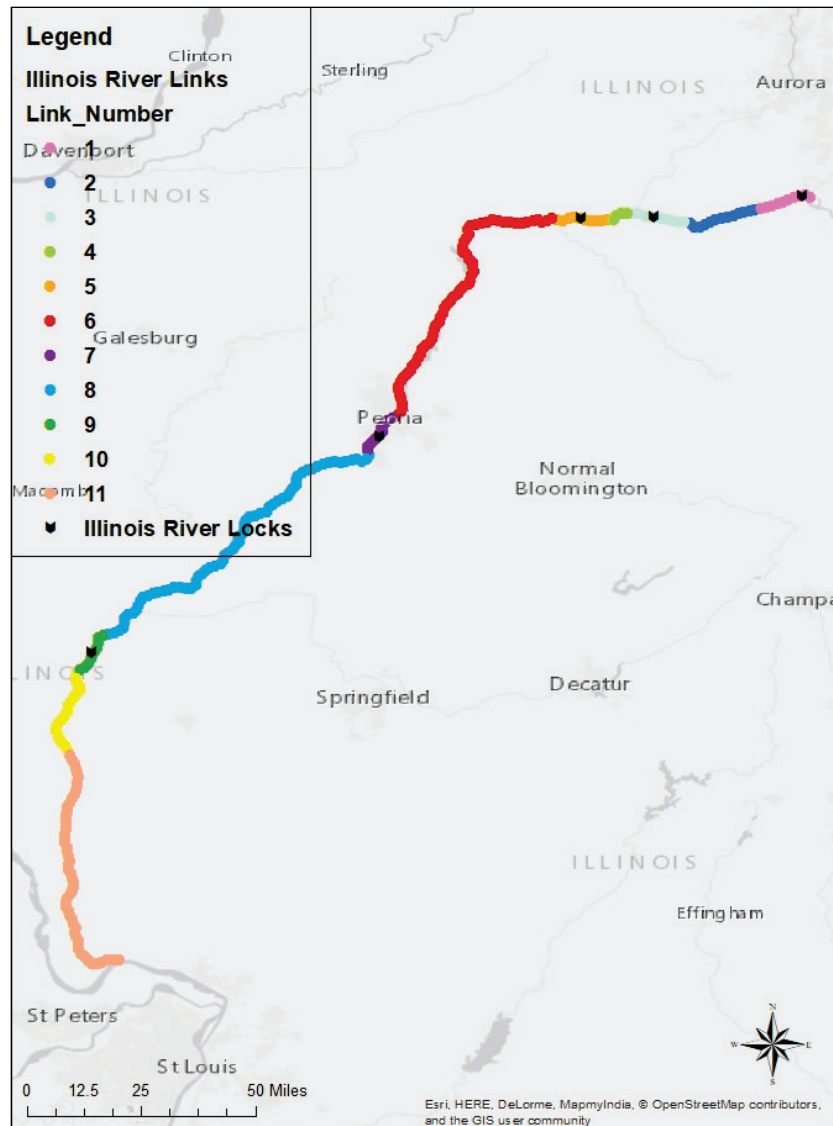 Legend
Illinois River Links
Link_Number
1
2
3
4
5
6
7
8
9
10
11
Illinois River Locks
Clinton
Sterling
ILLINOIS
Aurora
Davenport
ILLINOIS
Galesburg
Peoria
Normal
Bloomington
Macomb
Champa
LINOIS
Springfield
Decatur
ILLINOIS
Effingham
St Peters
St Louis
N
W
E
S
0 12.5 25 50 Miles
Esri, HERE, DeLorme, MapmyIndia, © OpenStreetMap contributors,
and the GIS user community